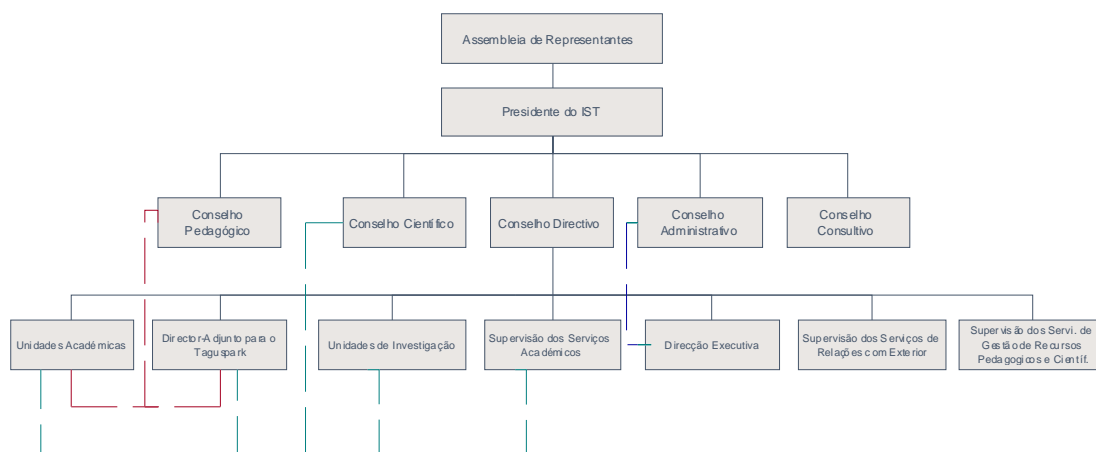 Assembleia de Representantes
Presidente do IST
Conselho
Pedagógico
Conselho Científico
Conselho Directivo
Conselho
Administrativo
Conselho
Consultivo
Unidades Académicas
Director-Adjunto para o
Taguspark
Unidades de Investigação
Supervisão dos Serviços
Académicos
Direcção Executiva
Supervisão dos Serviços de
Relações com Exterior
Supervisão dos Servi. de
Gestão de Recursos
Pedagogicos e Científ.